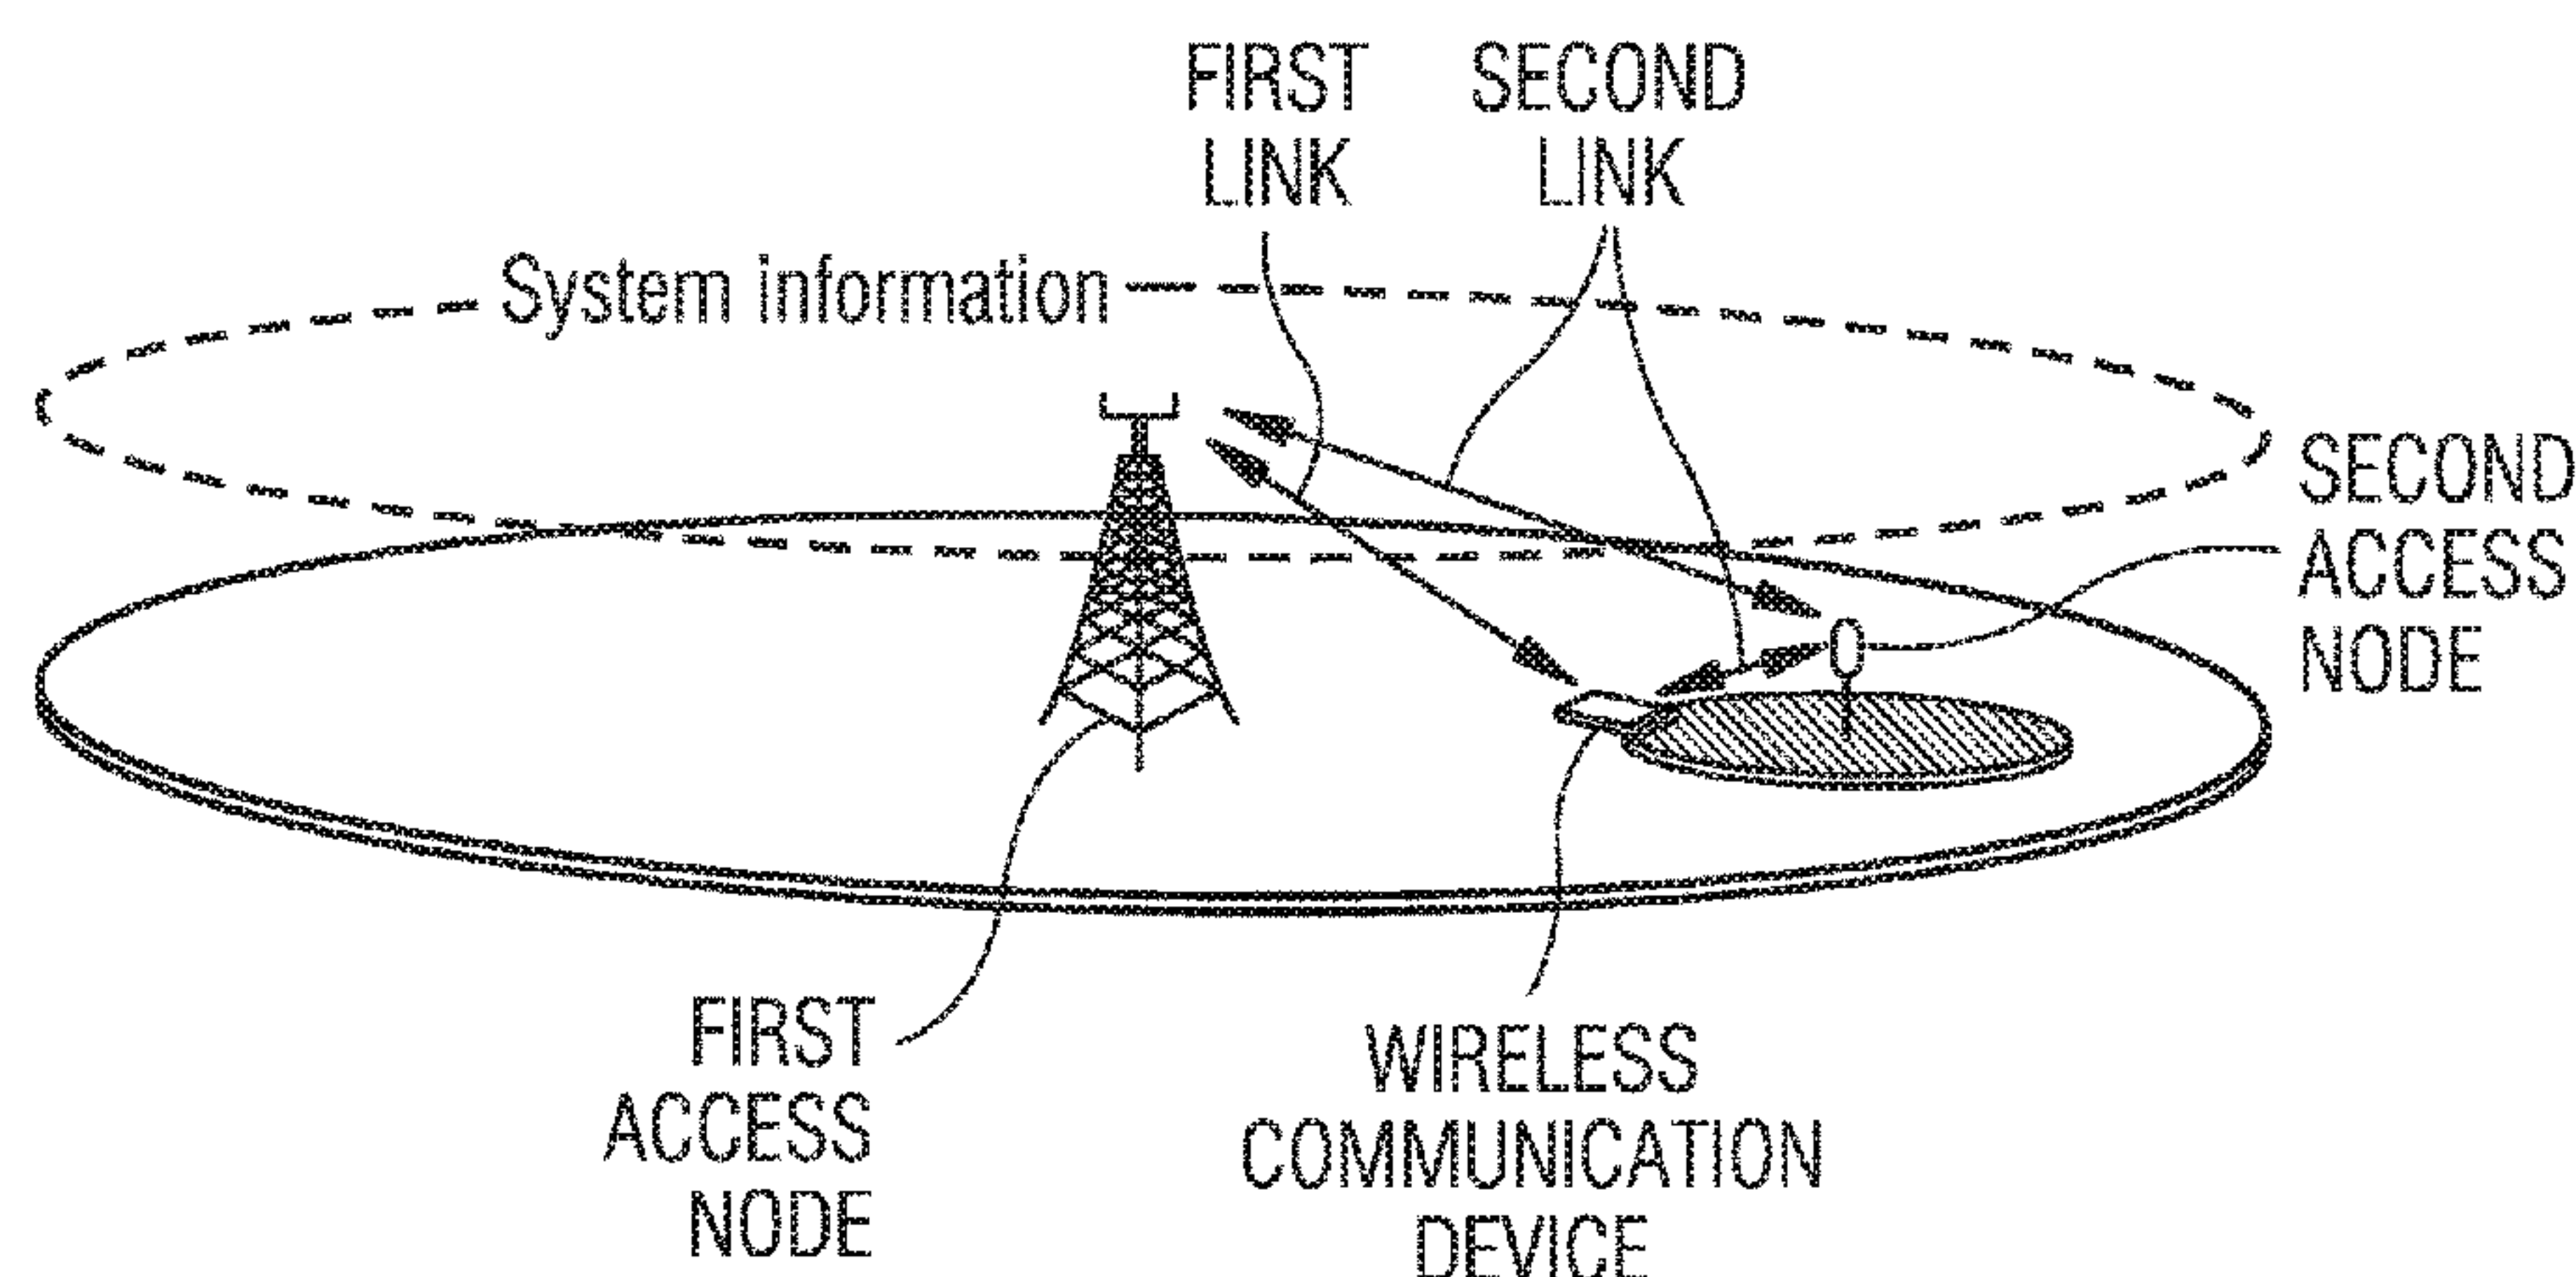 FIRST
LINK
SECOND
LINK
System information
SECOND
ACCESS
NODE
FIRST
ACCESS
NODE
WIRELESS
COMMUNICATION
DEVICE